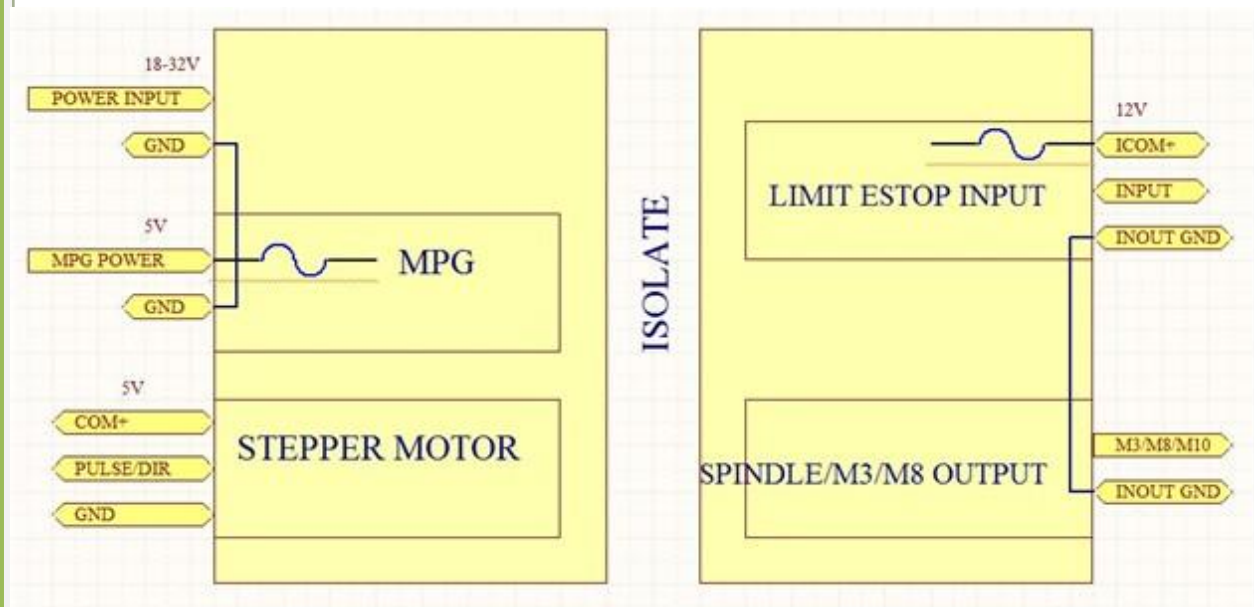 18-32V
POWER INPUT
GND
5V
MPG POWER
MPG
GND
5V
COM+
STEPPER MOTOR
PULSE/DIR
GND
ISOLATE
12V
ICOM+
LIMIT ESTOP INPUT
INPUT
INOUT GND
M3/M8/M10
SPINDLE/M3/M8 OUTPUT
INOUT GND